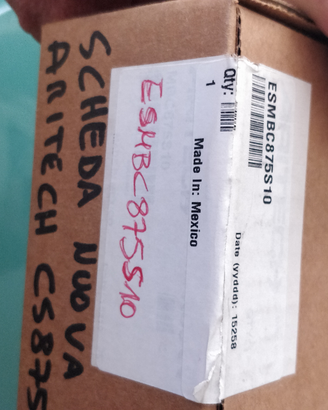 SCHEDA NUOVA
ARITECH CS875
ESMBC875S10
Made In: Mexico
Qty:
1
ESMBC875S10
Date (yyddd): 15258